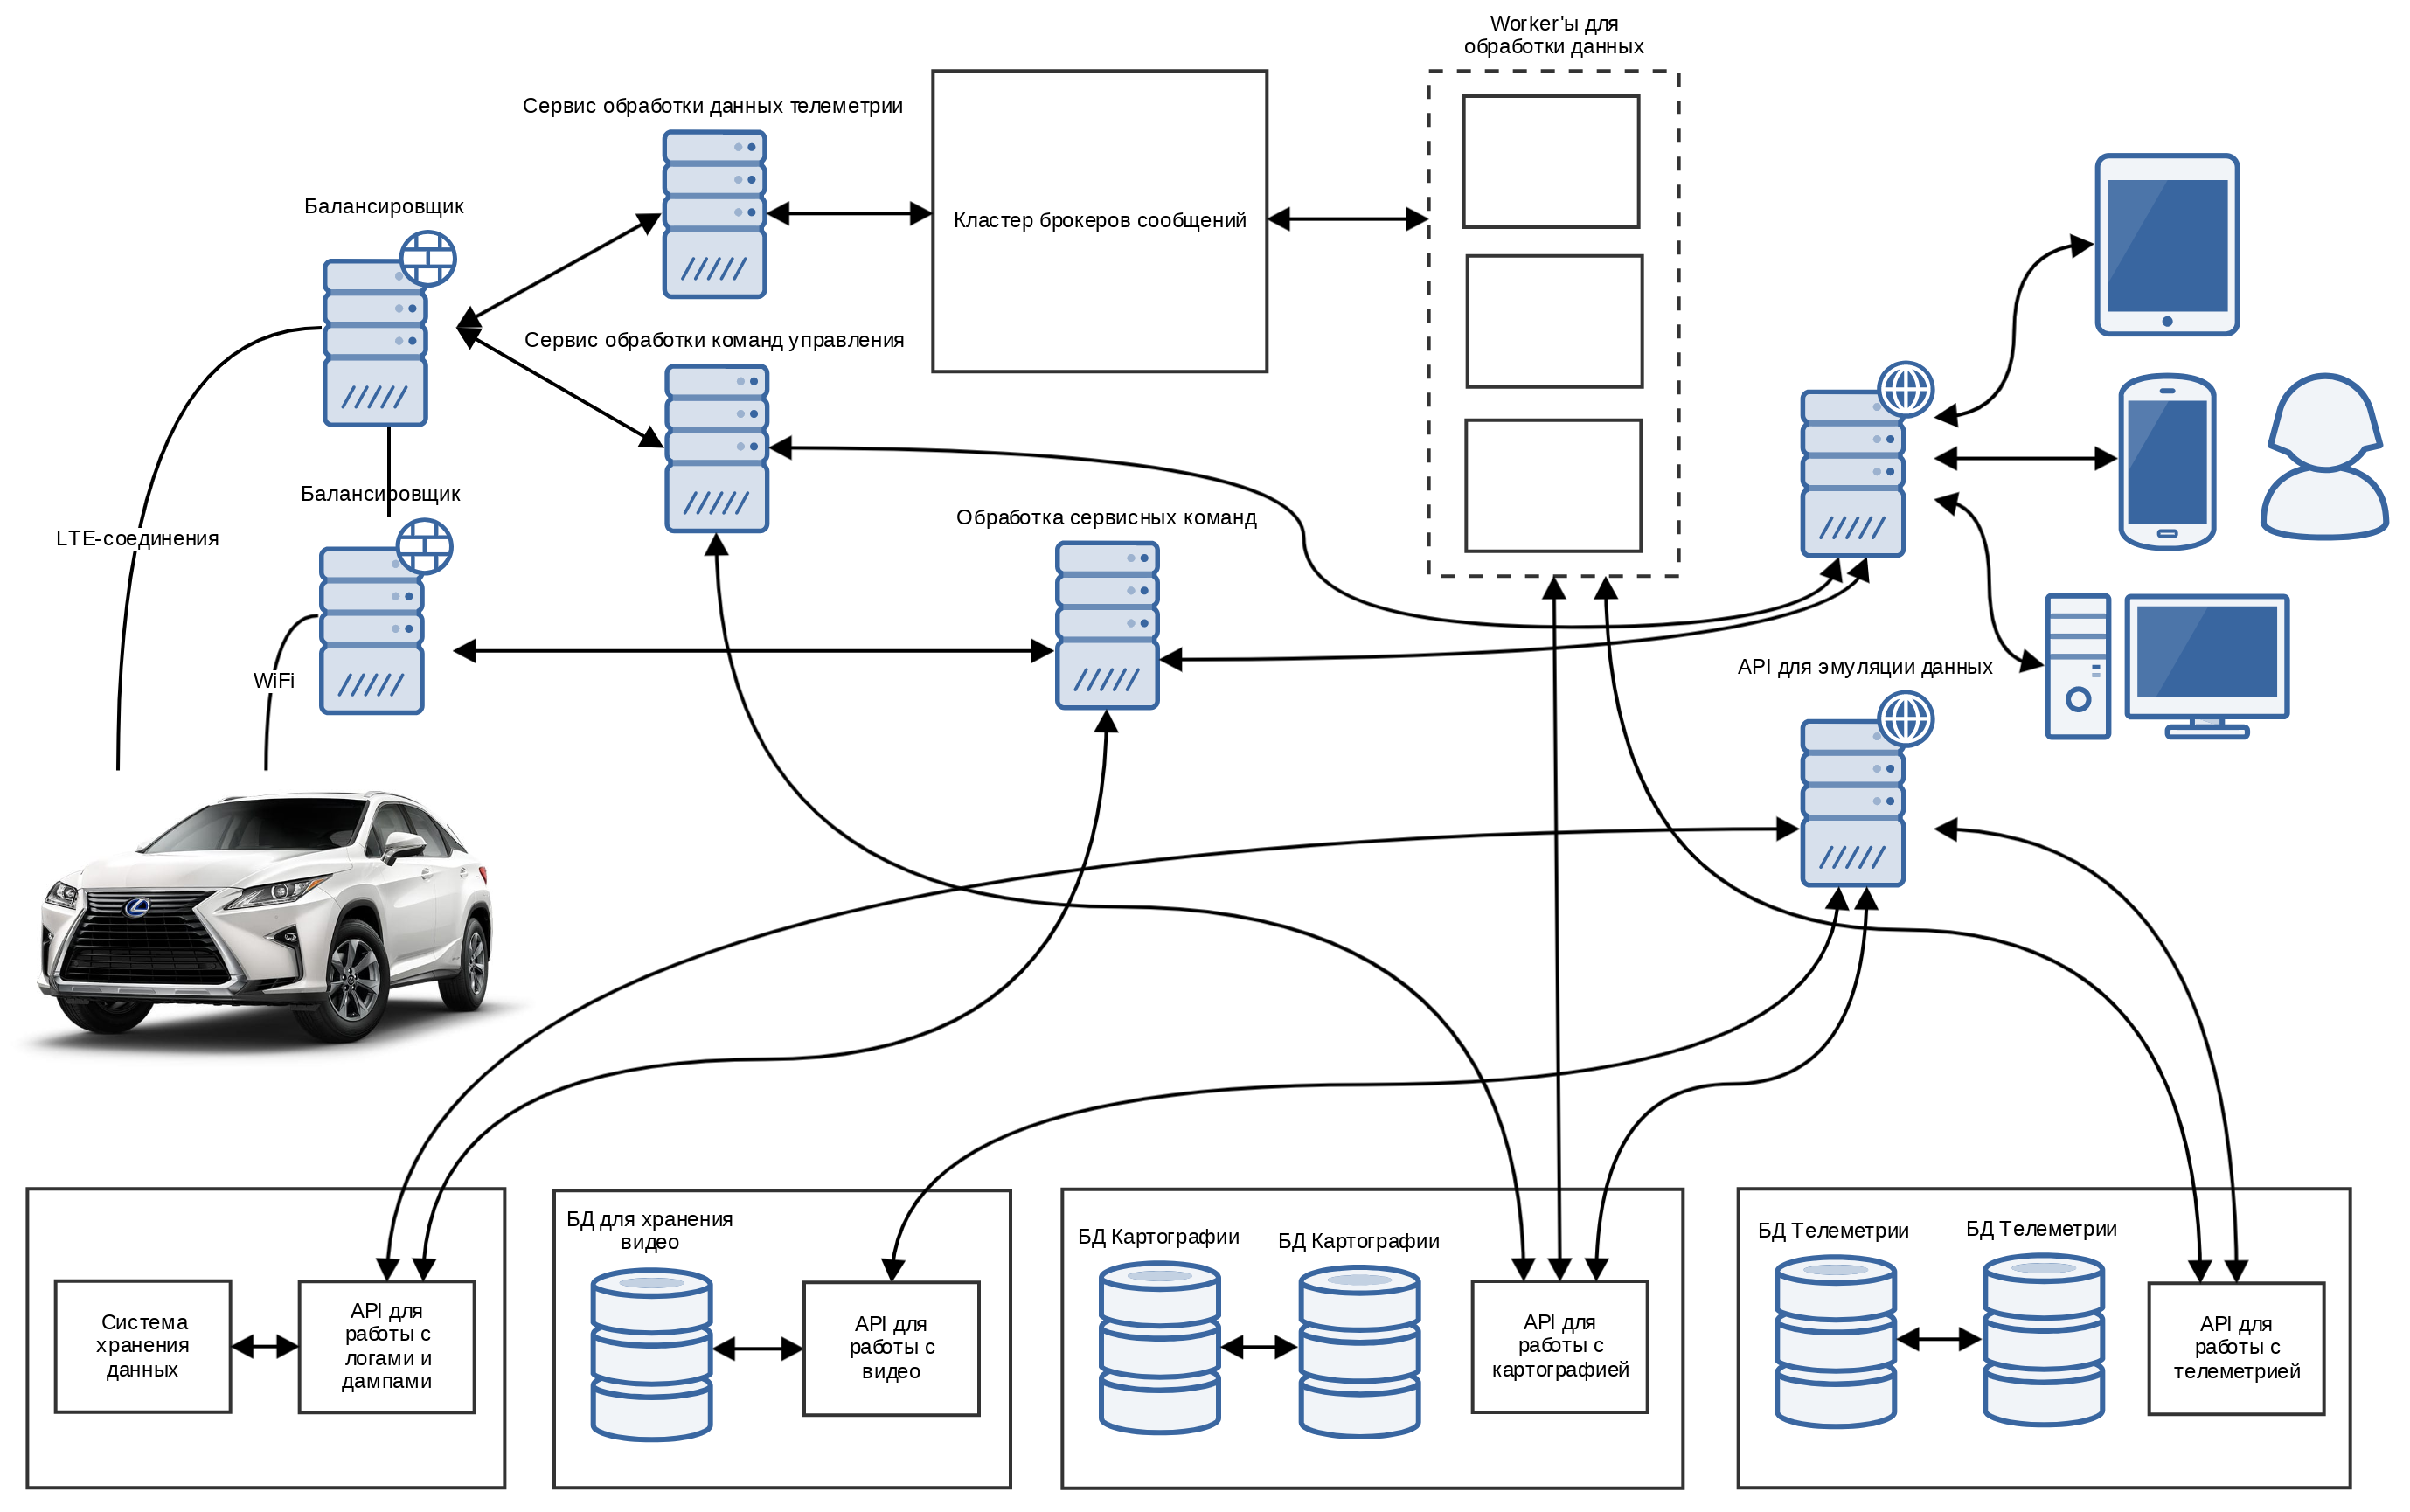 Worker'ы для
обработки данных
Сервис обработки данных телеметрии
Балансировщик
Кластер брокеров сообщений
Сервис обработки команд управления
Балансировщик
Обработка сервисных команд
LTE-соединения
WiFi
API для эмуляции данных
БД для хранения
видео
БД Картографии
БД Картографии
БД Телеметрии
БД Телеметрии
Система
хранения
данных
API для
работы с
логами и
дампами
API для
работы с
видео
API для
работы с
картографией
API для
работы с
телеметрией